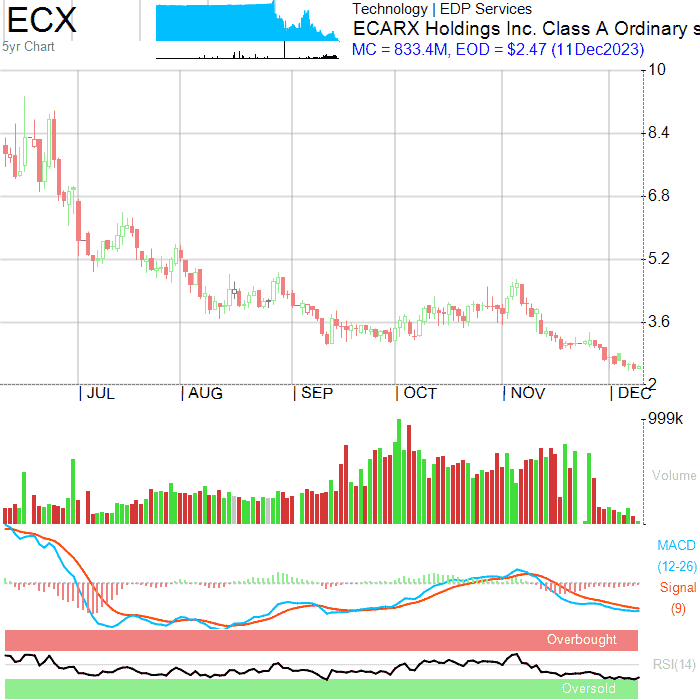 ECX
5yr Chart
Technology | EDP Services
ECARX Holdings Inc. Class A Ordinary s
MC = 833.4M, EOD = $2.47 (11Dec2023)
10
8.4
6.8
5.2
3.6
2
JUL AUG SEP OCT NOV DEC
999k
Volume
MACD
(12-26)
Signal
(9)
Overbought
RSI(14)
Oversold